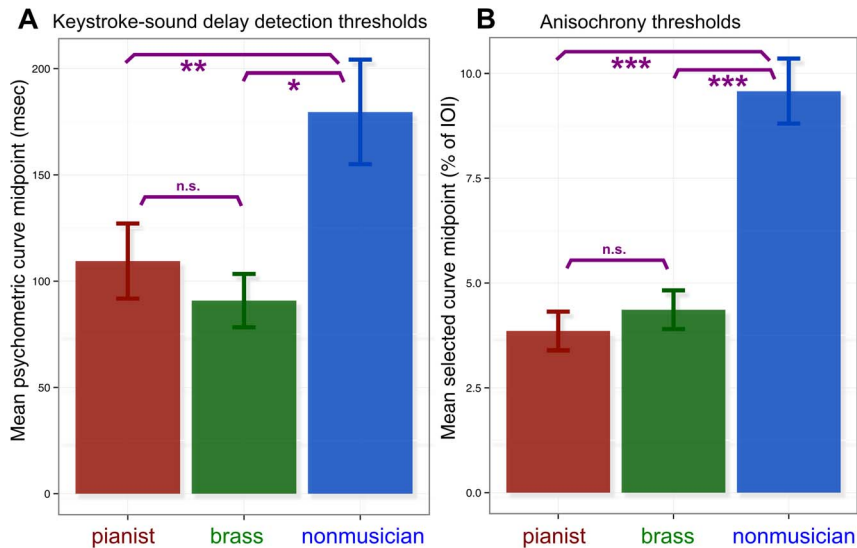 A Keystroke-sound delay detection thresholds
Mean psychometric curve midpoint (msec)
200
150
100
50
0
**
*
n.s.
pianist brass nonmusician
B Anisochrony thresholds
Mean selected curve midpoint (% of IOI)
10.0
7.5
5.0
2.5
0.0
***
***
n.s.
pianist brass nonmusician